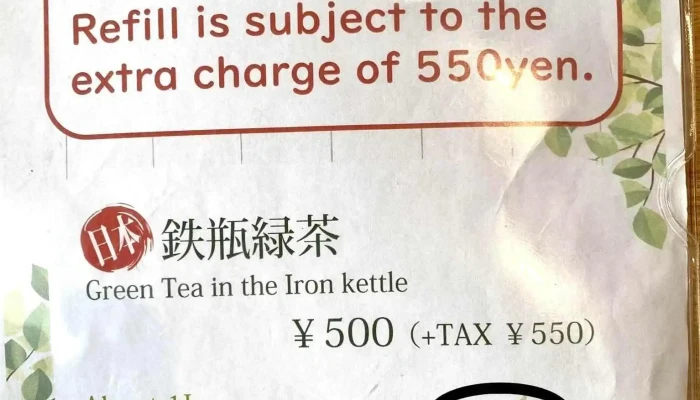 Refill is subject to the
extra charge of 550yen.
日本 鉄瓶緑茶
Green Tea in the Iron kettle
¥500 (+TAX ¥550)